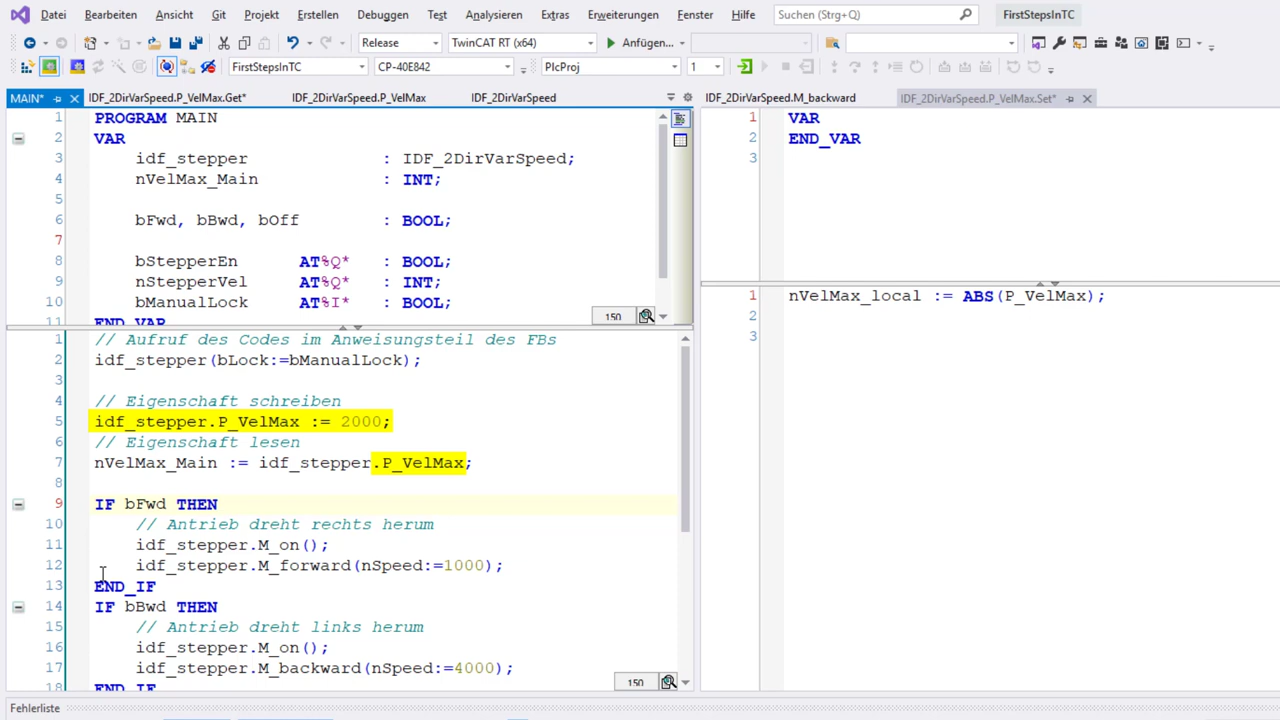 Datei Bearbeiten Ansicht Git Projekt Erstellen Debuggen Test Analysieren Extras Erweiterungen Fenster Hilfe Suchen (Strg+Q) FirstStepsInTC
Release TwinCAT RT (x64) Anfügen...
FirstStepsInTC CP-40E842 PlcProj 1
MAIN* IDF_2DirVarSpeed.P_VelMax.Get* IDF_2DirVarSpeed.P_VelMax IDF_2DirVarSpeed IDF_2DirVarSpeed.M_backward IDF_2DirVarSpeed.P_VelMax.Set*
1 PROGRAM MAIN
2 VAR
3 idf_stepper : IDF_2DirVarSpeed;
4 nVelMax_Main : INT;
5
6 bFwd, bBwd, bOff : BOOL;
7
8 bStepperEn AT%Q* : BOOL;
9 nStepperVel AT%Q* : INT;
10 bManualLock AT%I* : BOOL;
11 END_VAR
150
1 // Aufruf des Codes im Anweisungsteil des FBs
2 idf_stepper(bLock:=bManualLock);
3
4 // Eigenschaft schreiben
5 idf_stepper.P_VelMax := 2000;
6 // Eigenschaft lesen
7 nVelMax_Main := idf_stepper.P_VelMax;
8
9 IF bFwd THEN
10 // Antrieb dreht rechts herum
11 idf_stepper.M_on();
12 idf_stepper.M_forward(nSpeed:=1000);
13 END_IF
14 IF bBwd THEN
15 // Antrieb dreht links herum
16 idf_stepper.M_on();
17 idf_stepper.M_backward(nSpeed:=4000);
18 END_IF
150
1 VAR
2 END_VAR
3
1 nVelMax_local := ABS(P_VelMax);
2
3
Fehlerliste